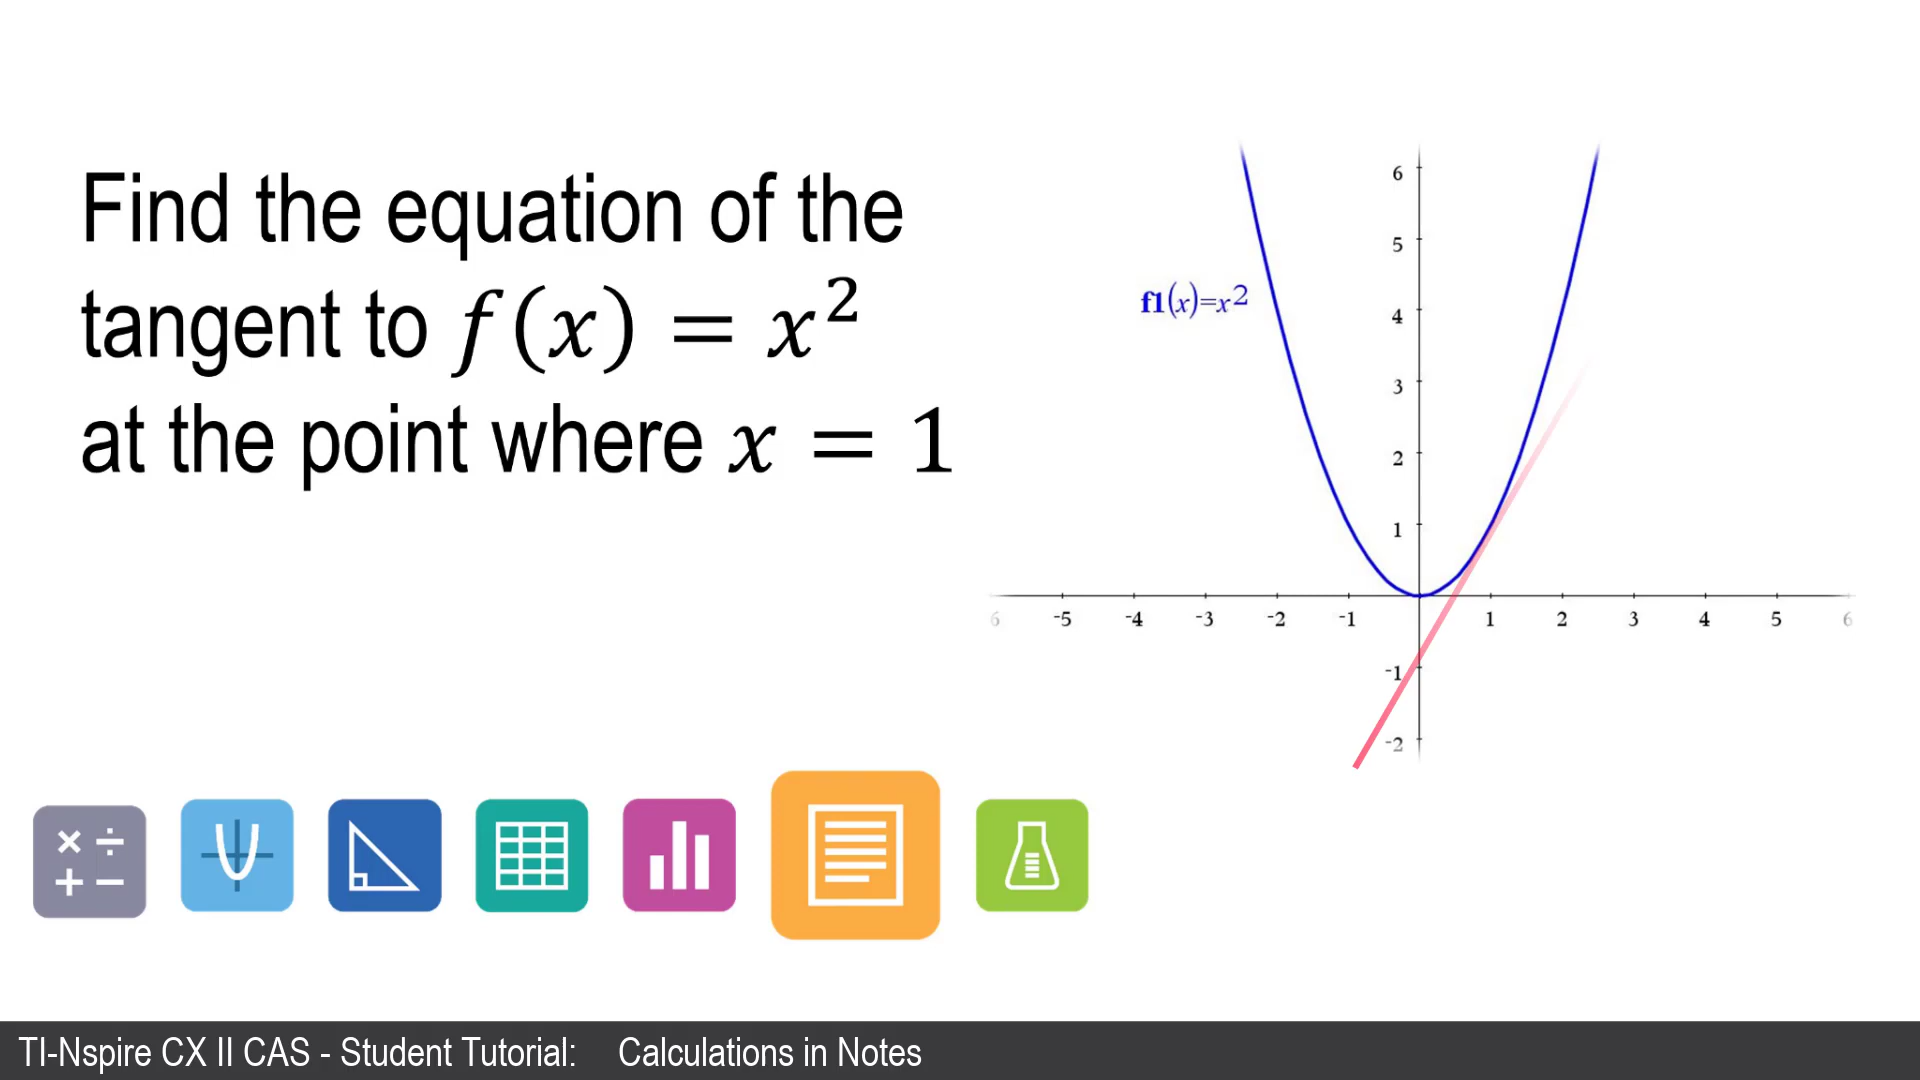 Find the equation of the
tangent to f(x) = x²
at the point where x = 1
f1(x)=x²
6
5
4
3
2
1
6 -5 -4 -3 -2 -1 1 2 3 4 5 6
-1
-2
× ÷
+ −
TI-Nspire CX II CAS - Student Tutorial: Calculations in Notes